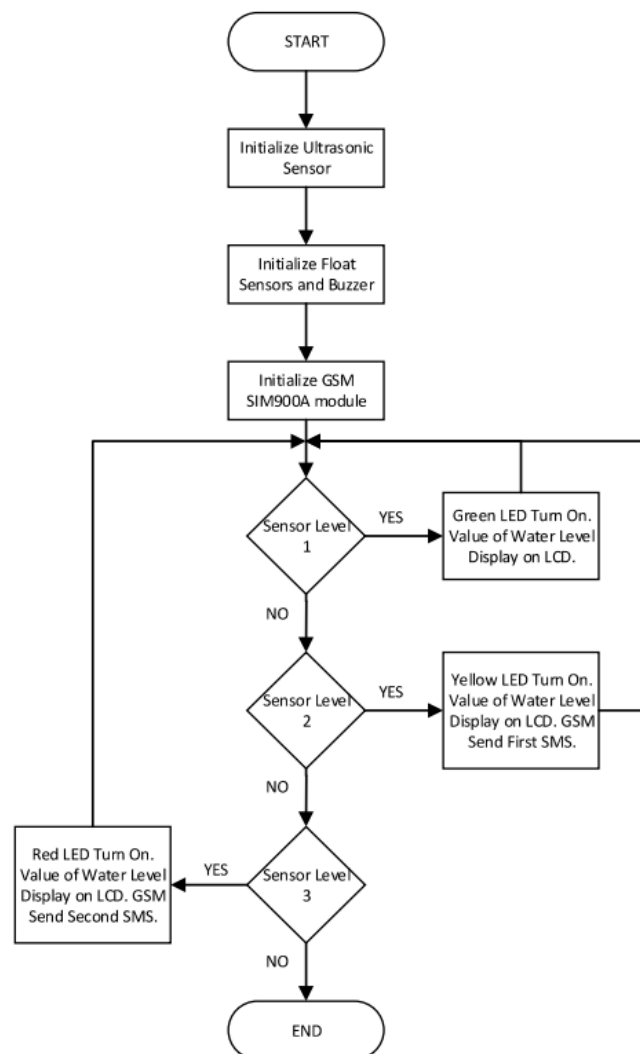 START
Initialize Ultrasonic
Sensor
Initialize Float
Sensors and Buzzer
Initialize GSM
SIM900A module
Sensor Level
1
YES
Green LED Turn On.
Value of Water Level
Display on LCD.
NO
Sensor Level
2
YES
Yellow LED Turn On.
Value of Water Level
Display on LCD. GSM
Send First SMS.
NO
Sensor Level
3
YES
Red LED Turn On.
Value of Water Level
Display on LCD. GSM
Send Second SMS.
NO
END